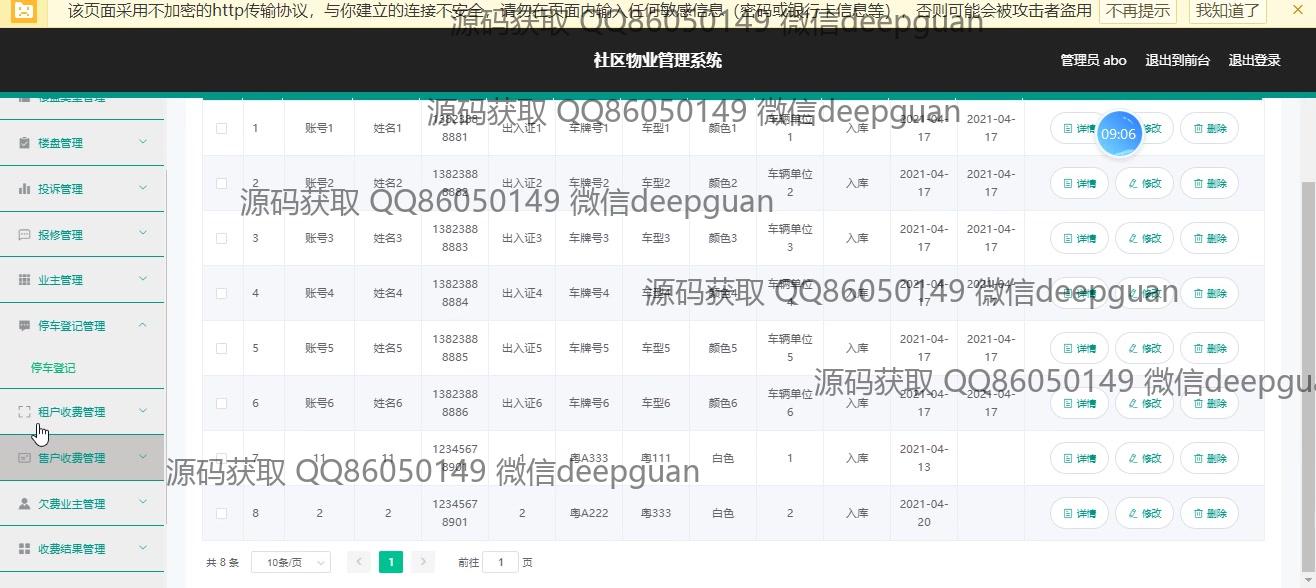 该页面采用不加密的http传输协议，与你建立的连接不安全，请勿在页面内输入任何敏感信息（密码或银行卡信息等），否则可能会被攻击者盗用 不再提示 我知道了
源码获取 QQ86050149 微信deepguan
社区物业管理系统
管理员 abo 退出到前台 退出登录
楼盘类型管理
楼盘管理
投诉管理
报修管理
业主管理
停车登记管理
停车登记
租户收费管理
售户收费管理
欠费业主管理
收费结果管理
源码获取 QQ86050149 微信deepguan
09:06
1 账号1 姓名1 13823888881 出入证1 车牌号1 车型1 颜色1 车辆单位1 入库 2021-04-17 2021-04-17 详情 修改 删除
源码获取 QQ86050149 微信deepguan
2 账号2 姓名2 13823888882 出入证2 车牌号2 车型2 颜色2 车辆单位2 入库 2021-04-17 2021-04-17 详情 修改 删除
3 账号3 姓名3 13823888883 出入证3 车牌号3 车型3 颜色3 车辆单位3 入库 2021-04-17 2021-04-17 详情 修改 删除
源码获取 QQ86050149 微信deepguan
4 账号4 姓名4 13823888884 出入证4 车牌号4 车型4 颜色4 车辆单位4 入库 2021-04-17 2021-04-17 详情 修改 删除
5 账号5 姓名5 13823888885 出入证5 车牌号5 车型5 颜色5 车辆单位5 入库 2021-04-17 2021-04-17 详情 修改 删除
源码获取 QQ86050149 微信deepgua
6 账号6 姓名6 13823888886 出入证6 车牌号6 车型6 颜色6 车辆单位6 入库 2021-04-17 2021-04-17 详情 修改 删除
源码获取 QQ86050149 微信deepguan
7 11 11 12345678901 1 粤A333 粤111 白色 1 入库 2021-04-13 详情 修改 删除
8 2 2 12345678901 2 粤A222 粤333 白色 2 入库 2021-04-20 详情 修改 删除
共 8 条 10条/页 1 前往 1 页